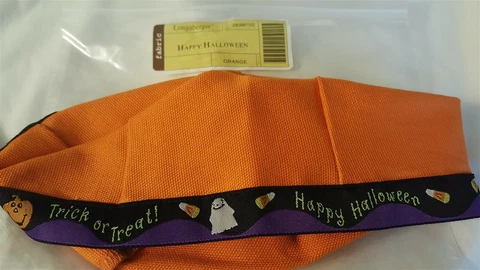 Longaberger
fabric
HAPPY HALLOWEEN
ORANGE
Trick or Treat!
Happy Halloween